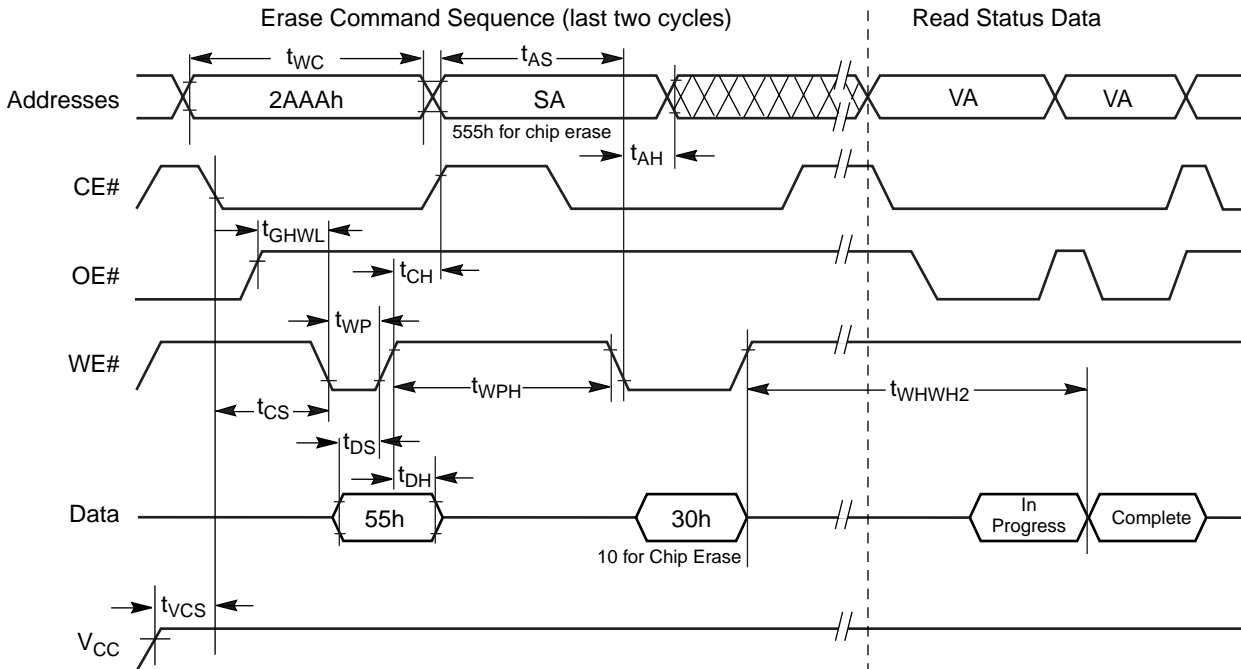 Erase Command Sequence (last two cycles)
Read Status Data
tWC
tAS
Addresses
2AAAh
SA
VA
VA
555h for chip erase
tAH
CE#
tGHWL
OE#
tCH
tWP
WE#
tWPH
tWHWH2
tCS
tDS
tDH
Data
55h
30h
In
Progress
Complete
10 for Chip Erase
tVCS
VCC